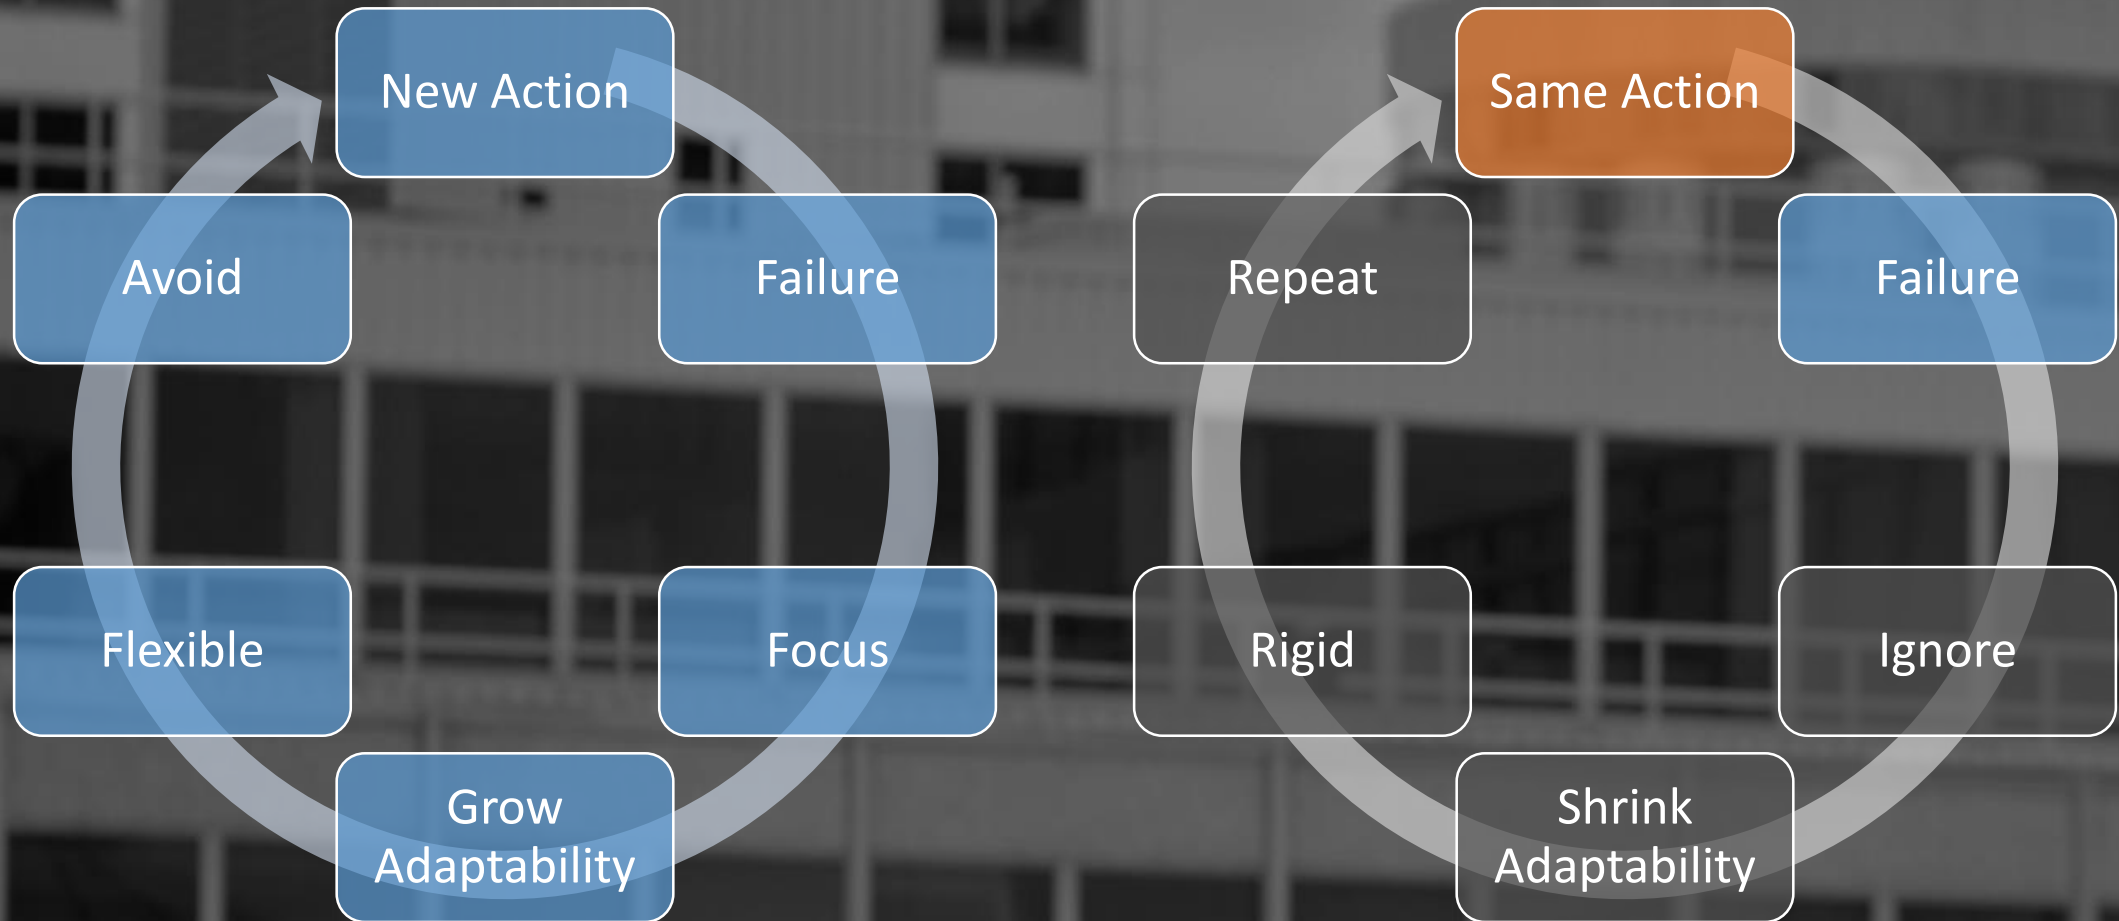 New Action
Failure
Focus
Grow
Adaptability
Flexible
Avoid
Same Action
Failure
Ignore
Shrink
Adaptability
Rigid
Repeat